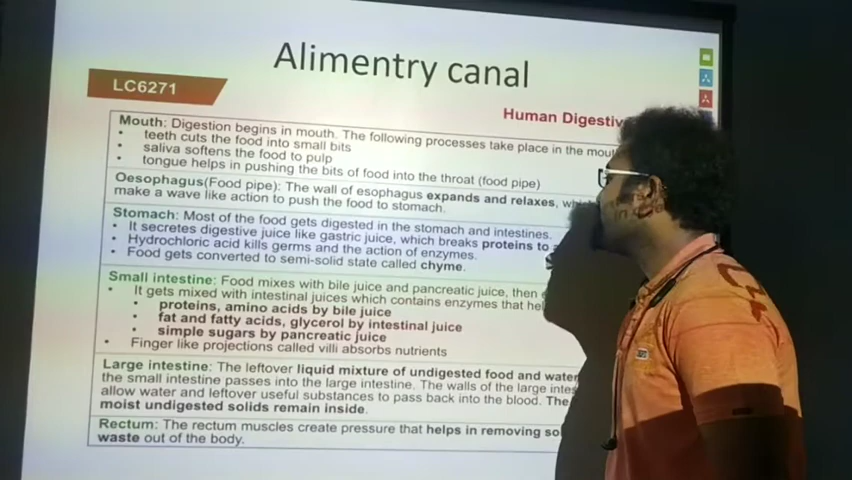 Alimentry canal
LC6271
Human Digestiv
Mouth: Digestion begins in mouth. The following processes take place in the mout
• teeth cuts the food into small bits
• saliva softens the food to pulp
• tongue helps in pushing the bits of food into the throat (food pipe)
Oesophagus(Food pipe): The wall of esophagus expands and relaxes,
make a wave like action to push the food to stomach.
Stomach: Most of the food gets digested in the stomach and intestines.
• It secretes digestive juice like gastric juice, which breaks proteins to
• Hydrochloric acid kills germs and the action of enzymes.
• Food gets converted to semi-solid state called chyme.
Small intestine: Food mixes with bile juice and pancreatic juice, then
• It gets mixed with intestinal juices which contains enzymes that hel
• proteins, amino acids by bile juice
• fat and fatty acids, glycerol by intestinal juice
• simple sugars by pancreatic juice
• Finger like projections called villi absorbs nutrients
Large intestine: The leftover liquid mixture of undigested food and water
the small intestine passes into the large intestine. The walls of the large intes
allow water and leftover useful substances to pass back into the blood. The
moist undigested solids remain inside.
Rectum: The rectum muscles create pressure that helps in removing so
waste out of the body.